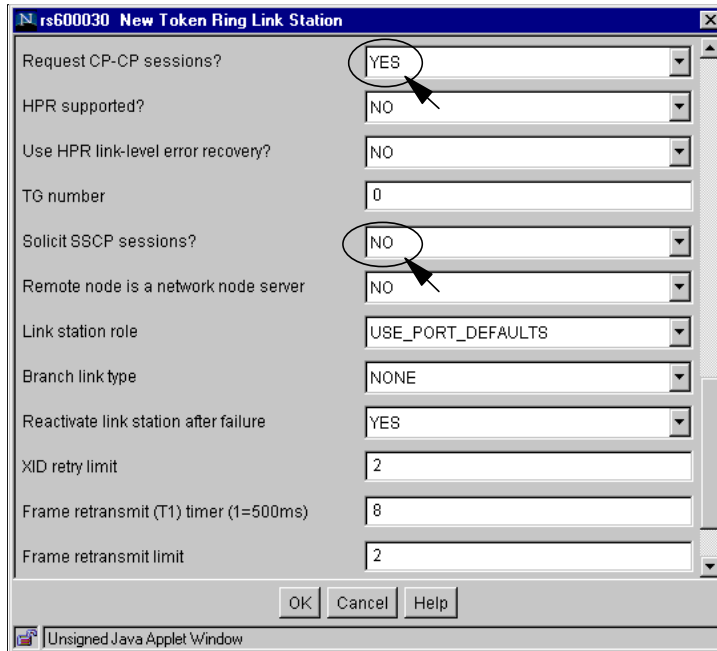 N rs600030 New Token Ring Link Station
Request CP-CP sessions? YES
HPR supported? NO
Use HPR link-level error recovery? NO
TG number 0
Solicit SSCP sessions? NO
Remote node is a network node server NO
Link station role USE_PORT_DEFAULTS
Branch link type NONE
Reactivate link station after failure YES
XID retry limit 2
Frame retransmit (T1) timer (1=500ms) 8
Frame retransmit limit 2
OK Cancel Help
Unsigned Java Applet Window